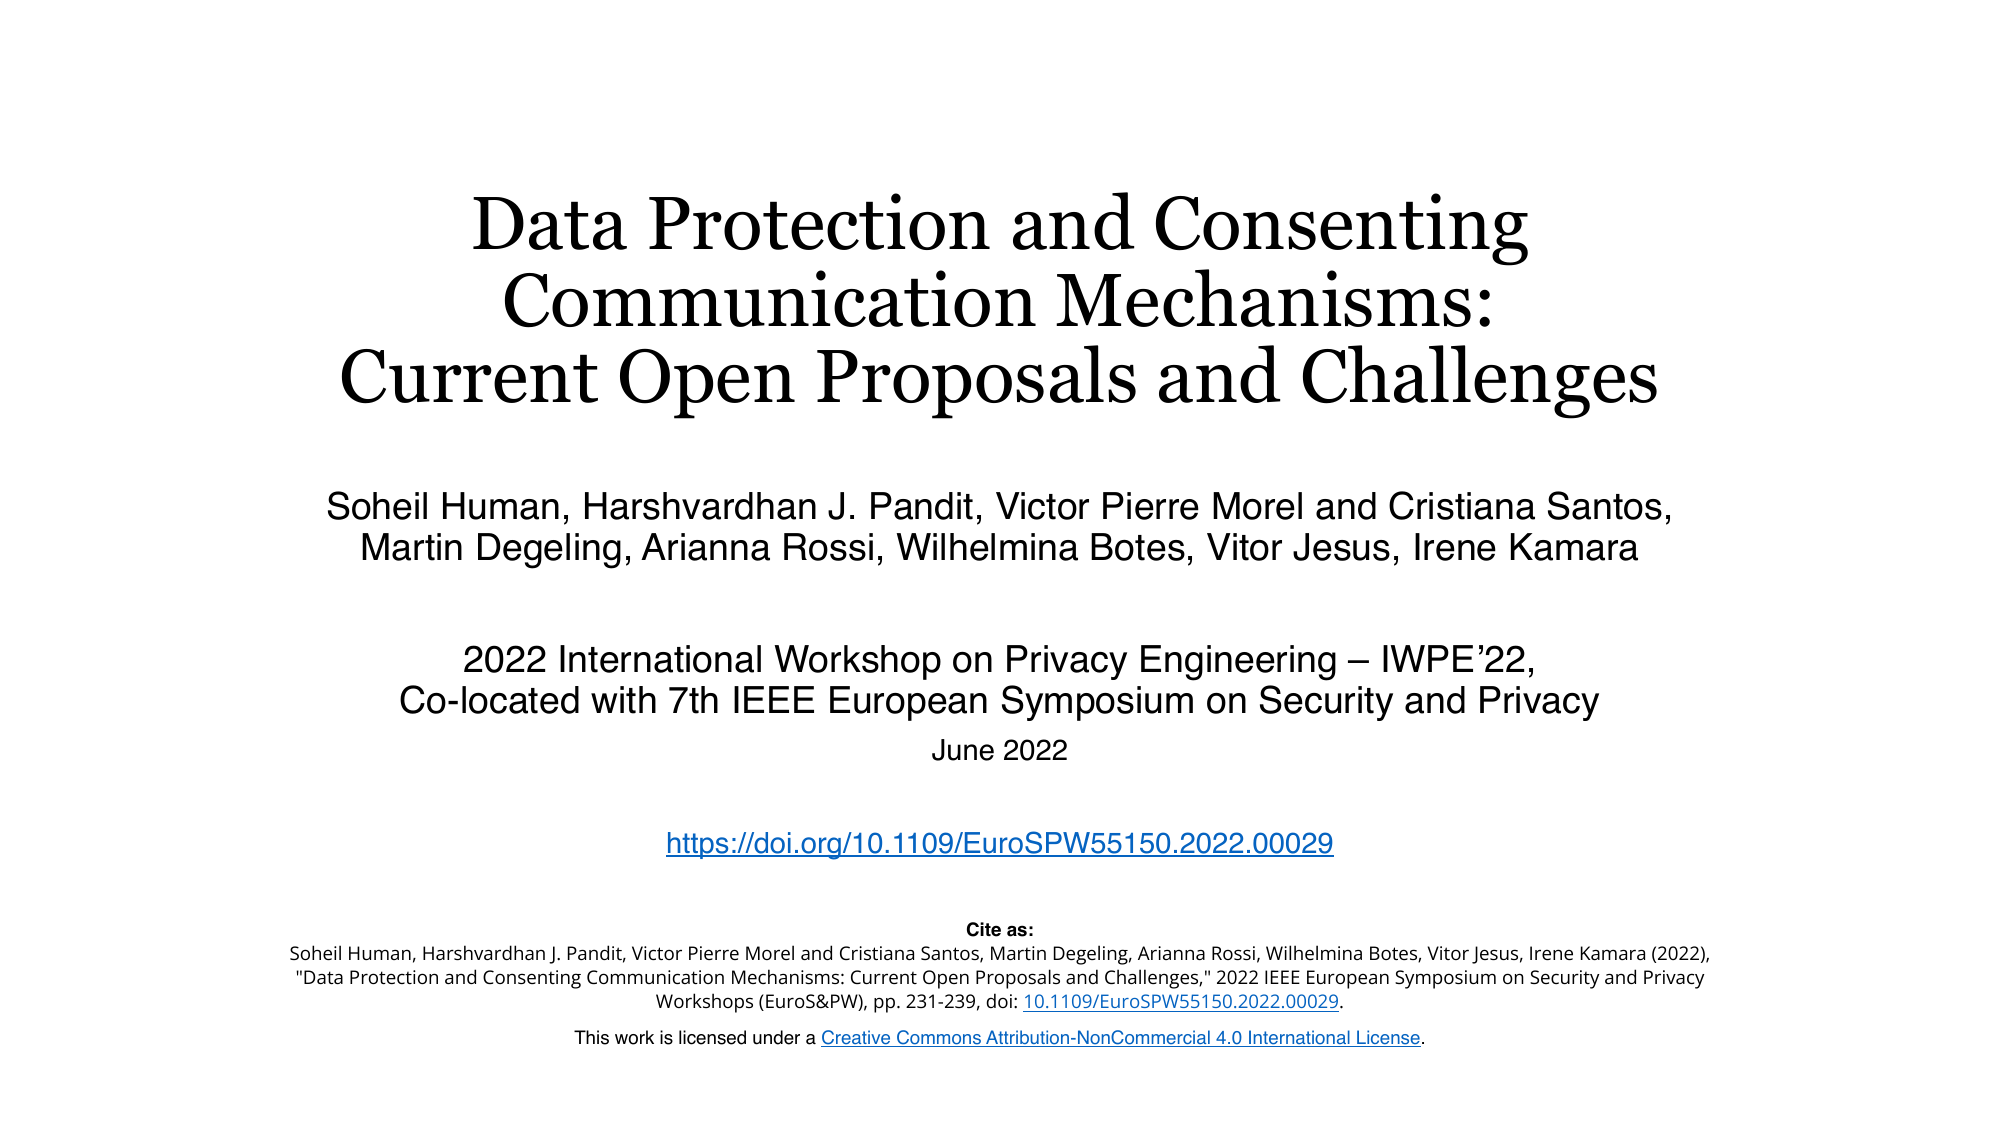 Data Protection and Consenting
Communication Mechanisms:
Current Open Proposals and Challenges
Soheil Human, Harshvardhan J. Pandit, Victor Pierre Morel and Cristiana Santos,
Martin Degeling, Arianna Rossi, Wilhelmina Botes, Vitor Jesus, Irene Kamara
2022 International Workshop on Privacy Engineering – IWPE’22,
Co-located with 7th IEEE European Symposium on Security and Privacy
June 2022
https://doi.org/10.1109/EuroSPW55150.2022.00029
Cite as:
Soheil Human, Harshvardhan J. Pandit, Victor Pierre Morel and Cristiana Santos, Martin Degeling, Arianna Rossi, Wilhelmina Botes, Vitor Jesus, Irene Kamara (2022),
"Data Protection and Consenting Communication Mechanisms: Current Open Proposals and Challenges," 2022 IEEE European Symposium on Security and Privacy
Workshops (EuroS&PW), pp. 231-239, doi: 10.1109/EuroSPW55150.2022.00029.
This work is licensed under a Creative Commons Attribution-NonCommercial 4.0 International License.